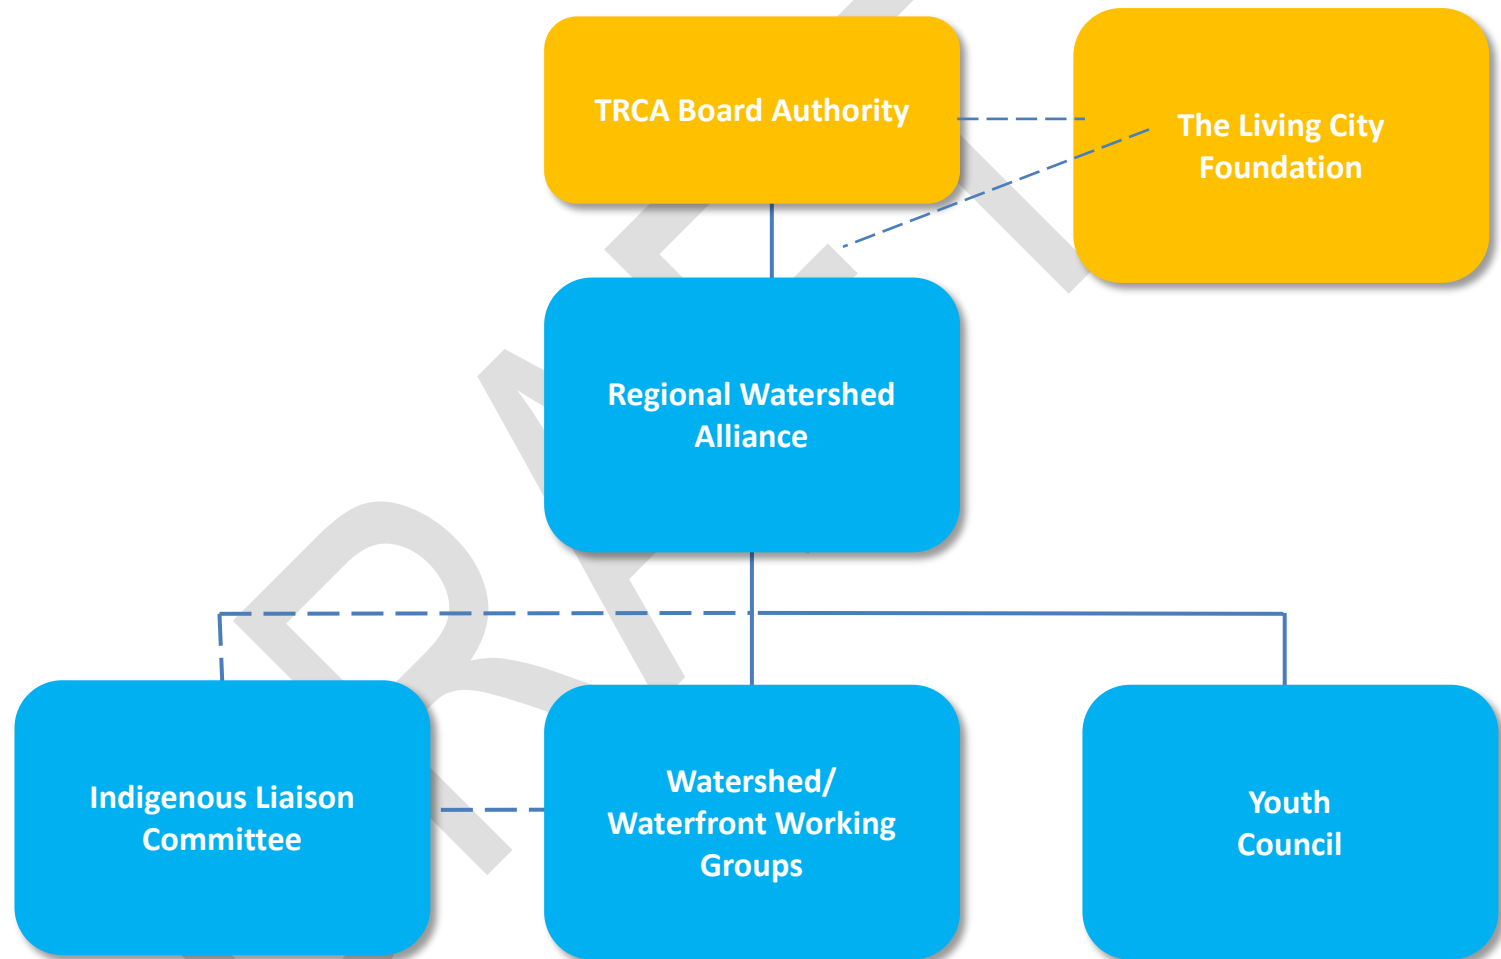 TRCA Board Authority
The Living City
Foundation
Regional Watershed
Alliance
Indigenous Liaison
Committee
Watershed/
Waterfront Working
Groups
Youth
Council